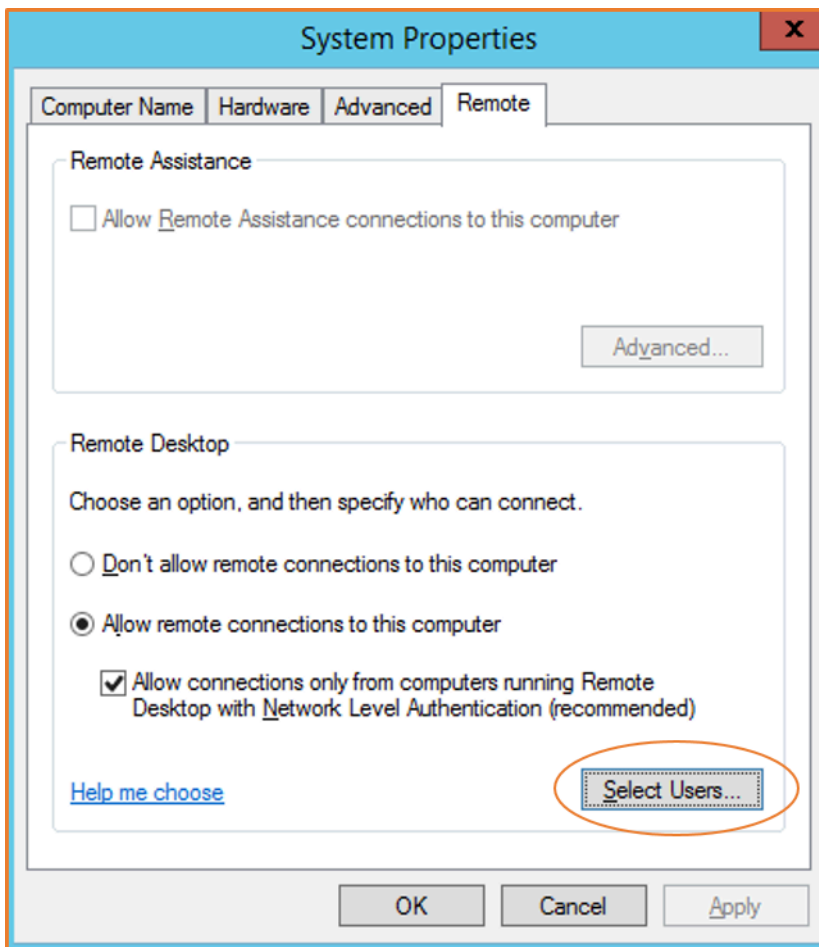 System Properties
x
Computer Name
Hardware
Advanced
Remote
Remote Assistance
Allow Remote Assistance connections to this computer
Advanced...
Remote Desktop
Choose an option, and then specify who can connect.
Don't allow remote connections to this computer
Allow remote connections to this computer
Allow connections only from computers running Remote
Desktop with Network Level Authentication (recommended)
Help me choose
Select Users...
OK
Cancel
Apply